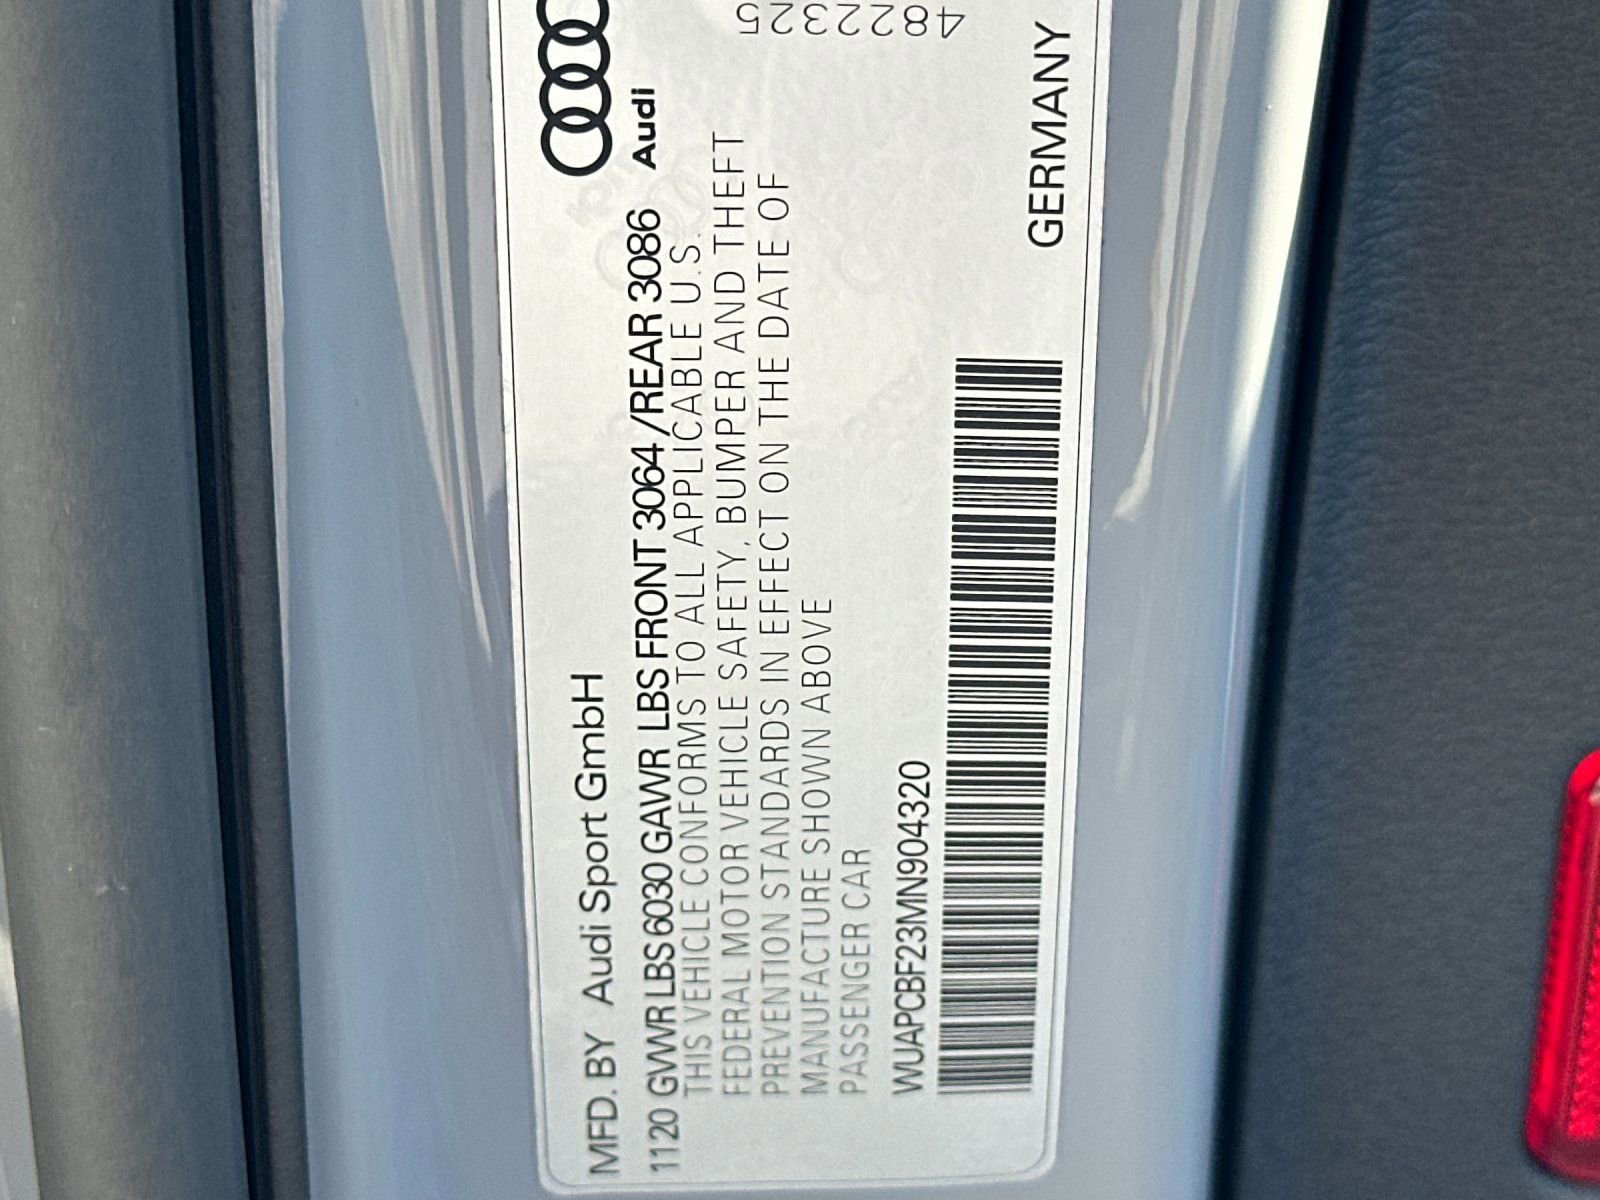 MFD. BY Audi Sport GmbH
Audi
1120 GVWR LBS 6030 GAWR LBS FRONT 3064 /REAR 3086
THIS VEHICLE CONFORMS TO ALL APPLICABLE U.S.
FEDERAL MOTOR VEHICLE SAFETY, BUMPER AND THEFT
PREVENTION STANDARDS IN EFFECT ON THE DATE OF
MANUFACTURE SHOWN ABOVE
PASSENGER CAR
WUAPCBF23MN904320
GERMANY
4822325